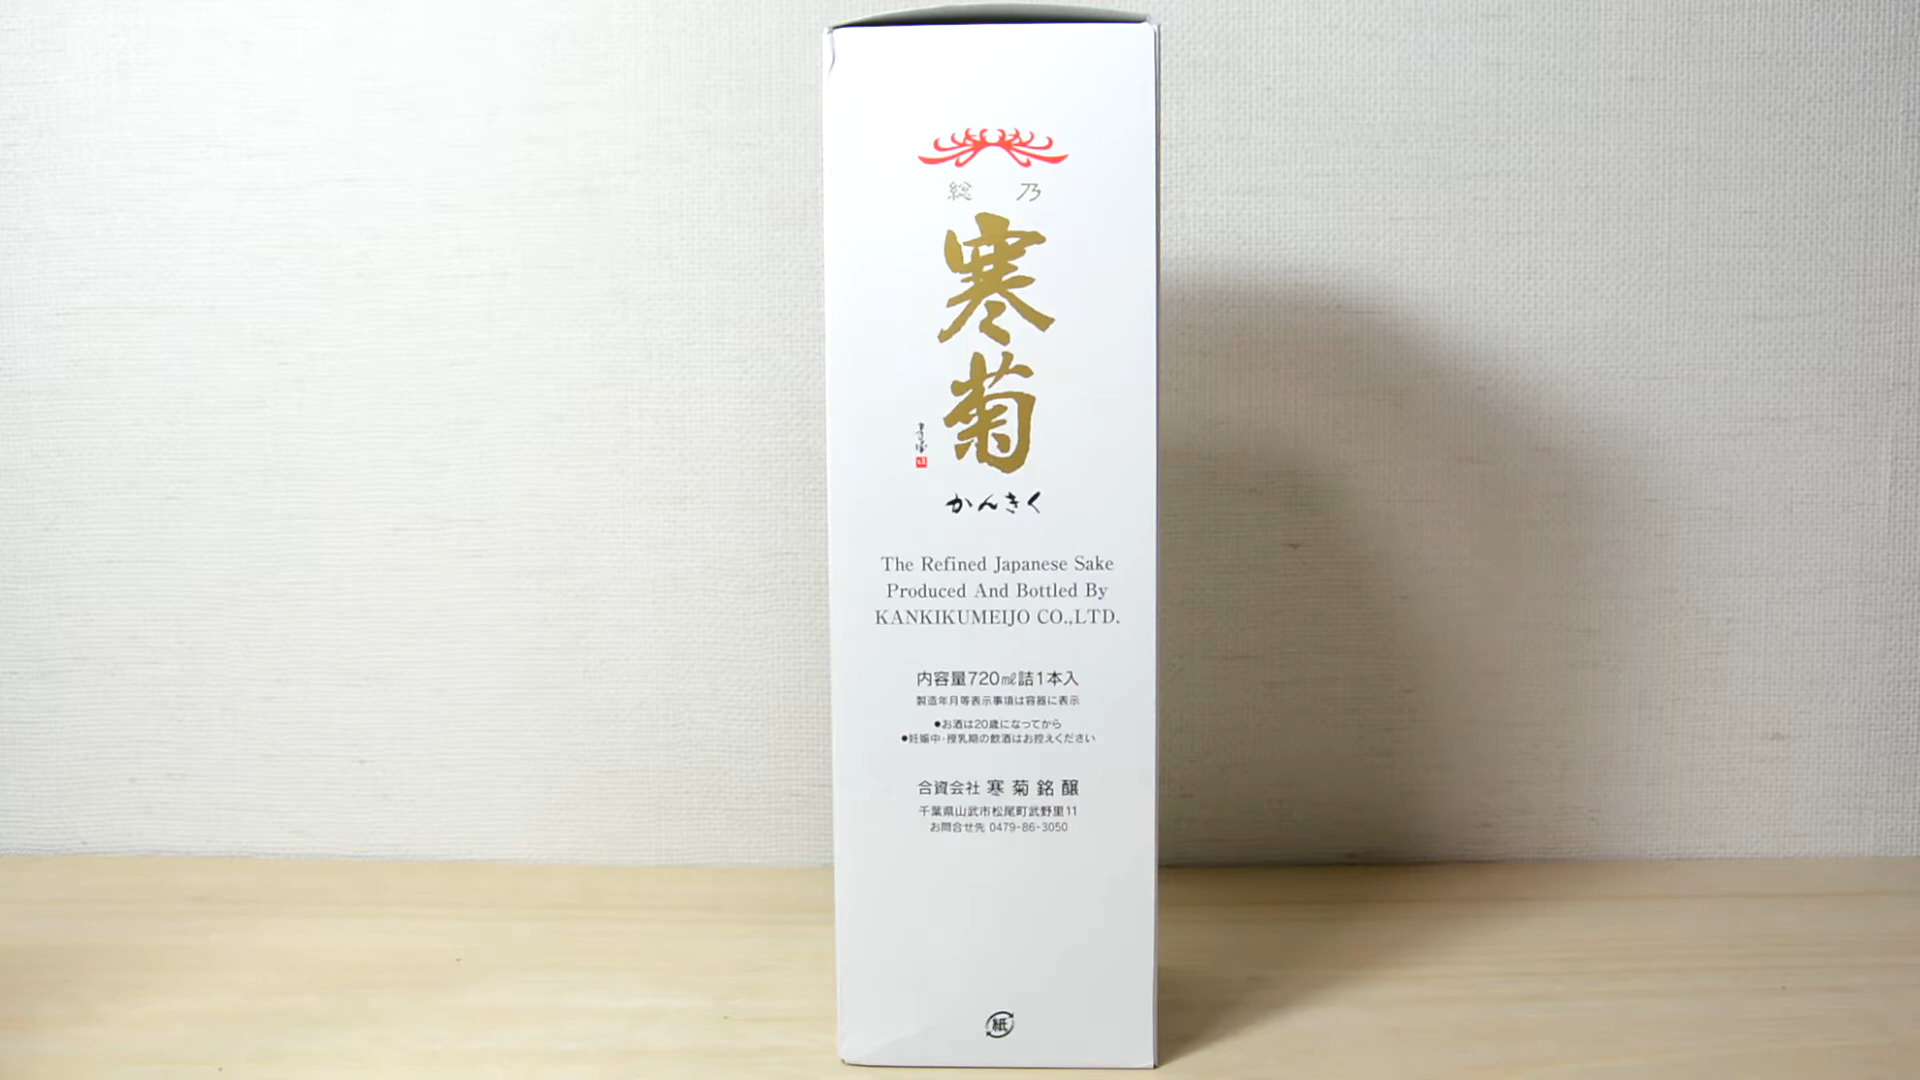 総乃
寒菊
かんきく
The Refined Japanese Sake
Produced And Bottled By
KANKIKUMEIJO CO.,LTD.
内容量720㎖詰1本入
製造年月等表示事項は容器に表示
●お酒は20歳になってから
●妊娠中・授乳期の飲酒はお控えください
合資会社 寒菊銘醸
千葉県山武市松尾町武野里11
お問合せ先 0479-86-3050
紙